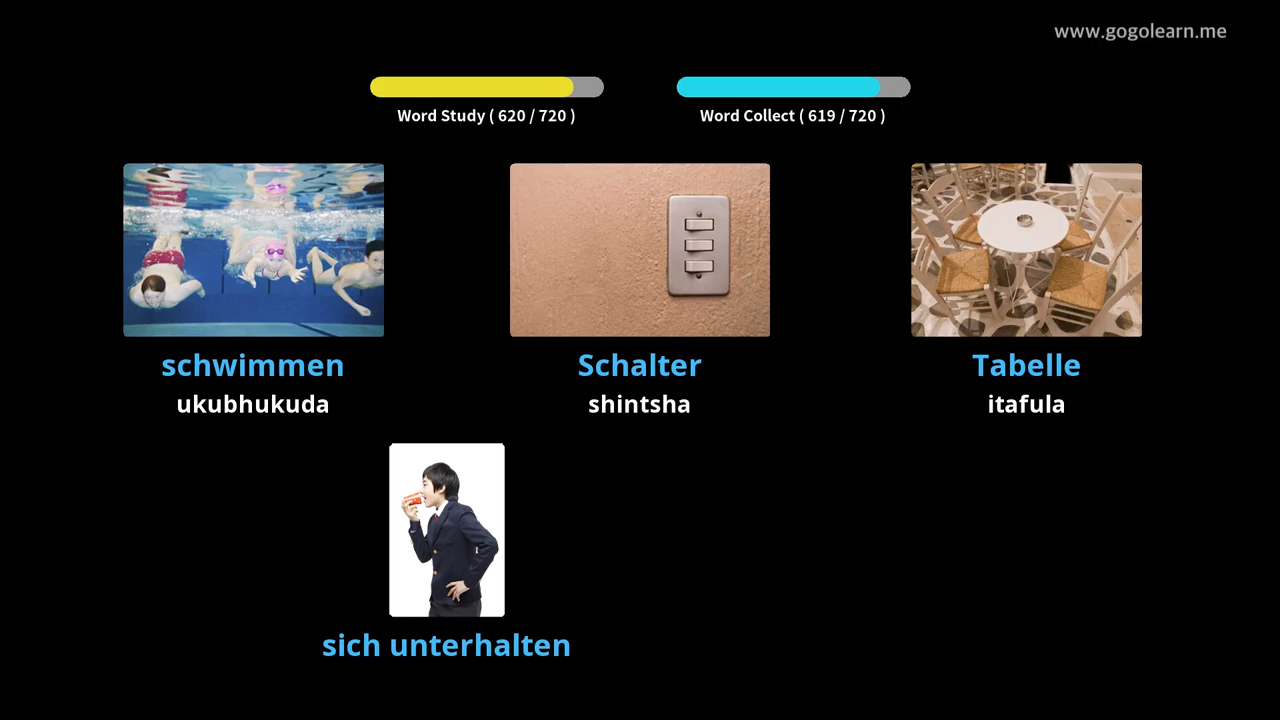 www.gogolearn.me
Word Study ( 620 / 720 )
Word Collect ( 619 / 720 )
schwimmen
ukubhukuda
Schalter
shintsha
Tabelle
itafula
sich unterhalten